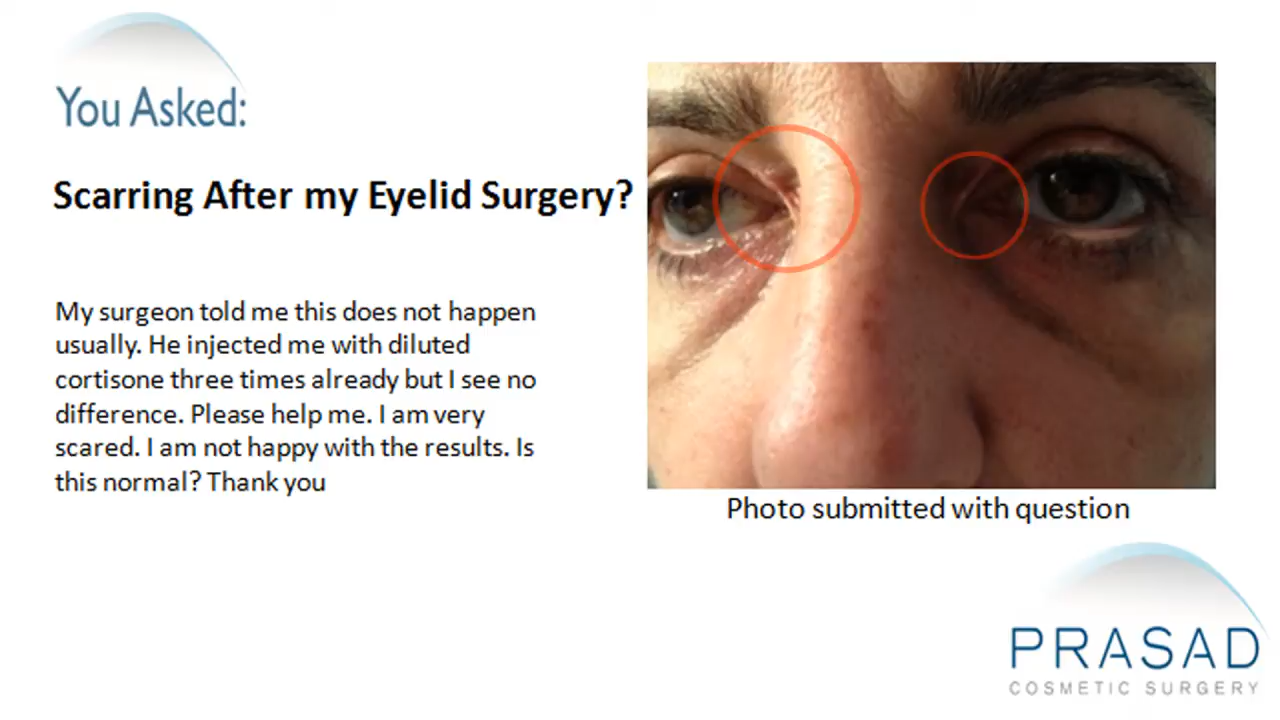 You Asked:
Scarring After my Eyelid Surgery?
My surgeon told me this does not happen
usually. He injected me with diluted
cortisone three times already but I see no
difference. Please help me. I am very
scared. I am not happy with the results. Is
this normal? Thank you
Photo submitted with question
PRASAD
COSMETIC SURGERY